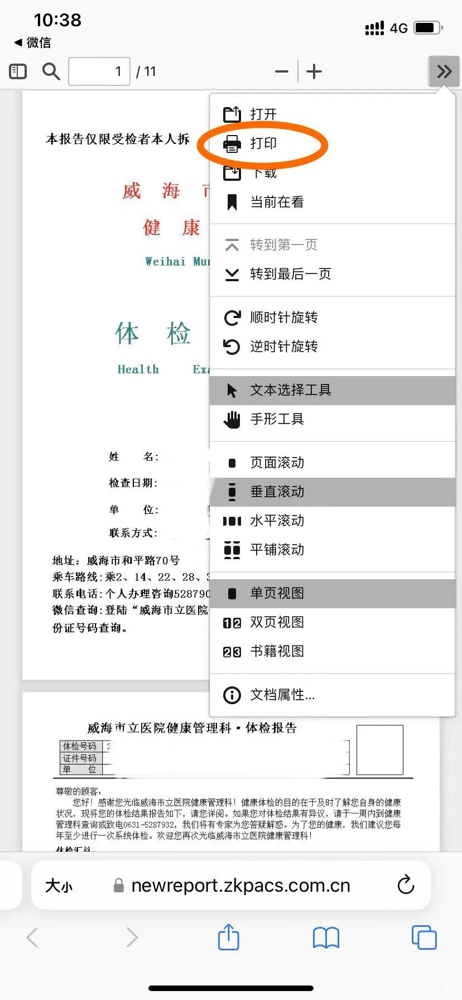 10:38
4G
微信
1 / 11
本报告仅限受检者本人拆
威 海
健 康
Weihai
体 检
Health
姓 名：
检查日期：
单 位：
联系方式：
地址：威海市和平路70号
乘车路线：乘2、14、22、28、
联系电话：个人办理咨询528790
微信查询：登陆“威海市立医院
份证号码查询。
打开
打印
下载
当前在看
转到第一页
转到最后一页
顺时针旋转
逆时针旋转
文本选择工具
手形工具
页面滚动
垂直滚动
水平滚动
平铺滚动
单页视图
双页视图
书籍视图
文档属性...
威海市立医院健康管理科·体检报告
体检号码 2
证件号码
单 位
尊敬的顾客：
您好！感谢您光临威海市立医院健康管理科！健康体检的目的在于及时了解您自身的健康
状况，现将您的体检结果报告如下，请您详阅。如果您对体检结果有异议，请于一周内到健康
管理科查询或致电0631-5287932，我们将有专家为您答疑解惑。为了您的健康，我们建议您每
年至少进行一次系统体检。欢迎您再次光临威海市立医院健康管理科！
体检汇总
大小 newreport.zkpacs.com.cn